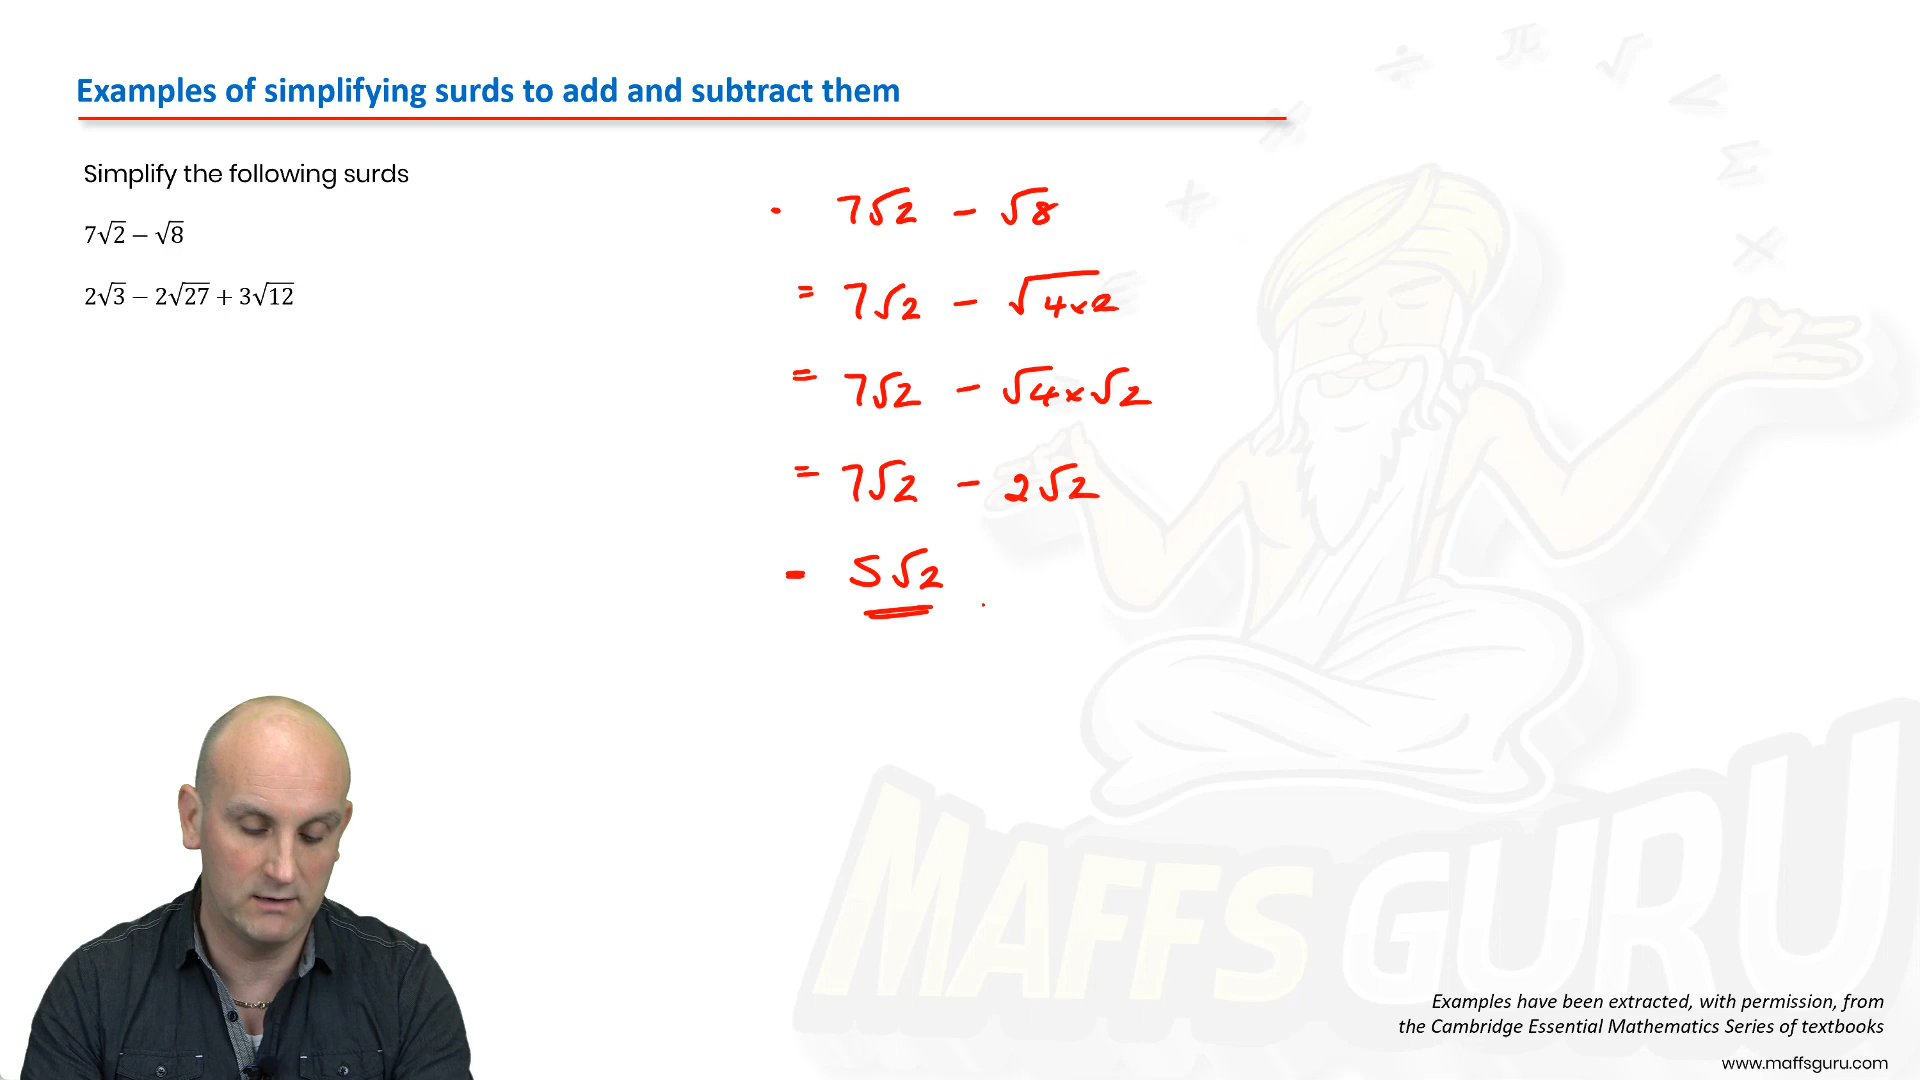 Examples of simplifying surds to add and subtract them
Simplify the following surds
7√2 − √8
2√3 − 2√27 + 3√12
· 7√2 − √8
= 7√2 − √4×2
= 7√2 − √4×√2
= 7√2 − 2√2
= 5√2
MAFFS GURU
Examples have been extracted, with permission, from
the Cambridge Essential Mathematics Series of textbooks
www.maffsguru.com